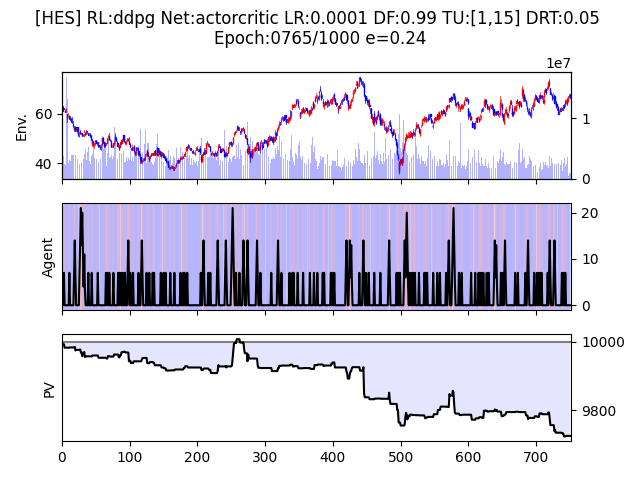 [HES] RL:ddpg Net:actorcritic LR:0.0001 DF:0.99 TU:[1,15] DRT:0.05
Epoch:0765/1000 e=0.24
1e7
Env.
60
40
1
0
Agent
20
10
0
PV
10000
9800
0 100 200 300 400 500 600 700